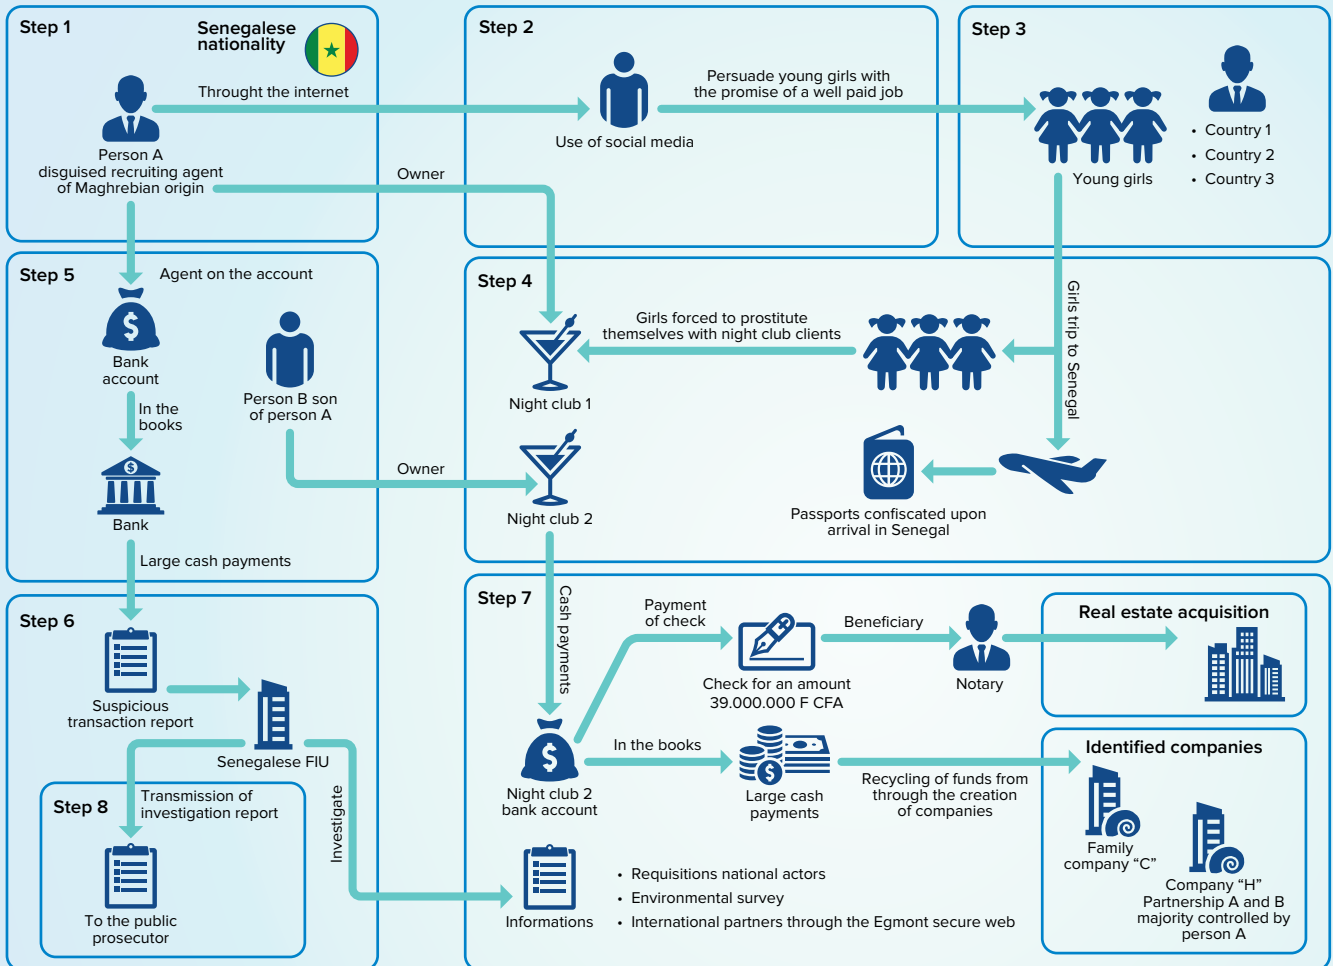 Step 1
Senegalese
nationality
Throught the internet
Person A
disguised recruiting agent
of Maghrebian origin
Owner
Step 2
Use of social media
Persuade young girls with
the promise of a well paid job
Step 3
Young girls
• Country 1
• Country 2
• Country 3
Step 5
Agent on the account
Bank
account
In the
books
Bank
Person B son
of person A
Owner
Large cash payments
Step 4
Girls forced to prostitute
themselves with night club clients
Night club 1
Night club 2
Girls trip to Senegal
Passports confiscated upon
arrival in Senegal
Step 6
Suspicious
transaction report
Senegalese FIU
Investigate
Step 8
Transmission of
investigation report
To the public
prosecutor
Step 7
Cash payments
Payment
of check
Check for an amount
39.000.000 F CFA
Beneficiary
Notary
Real estate acquisition
Night club 2
bank account
In the books
Large cash
payments
Recycling of funds from
through the creation
of companies
Identified companies
Family
company “C”
Company “H”
Partnership A and B
majority controlled by
person A
Informations
• Requisitions national actors
• Environmental survey
• International partners through the Egmont secure web